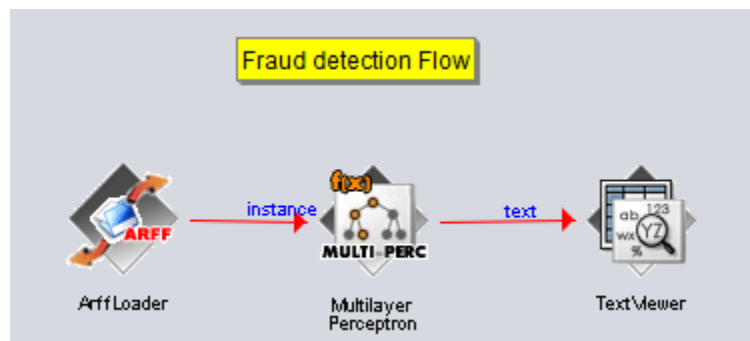 Fraud detection Flow
instance
text
f(x)
ARFF
MULTI-PERC
ab 123
wx YZ
%
ArffLoader
Multilayer
Perceptron
TextViewer